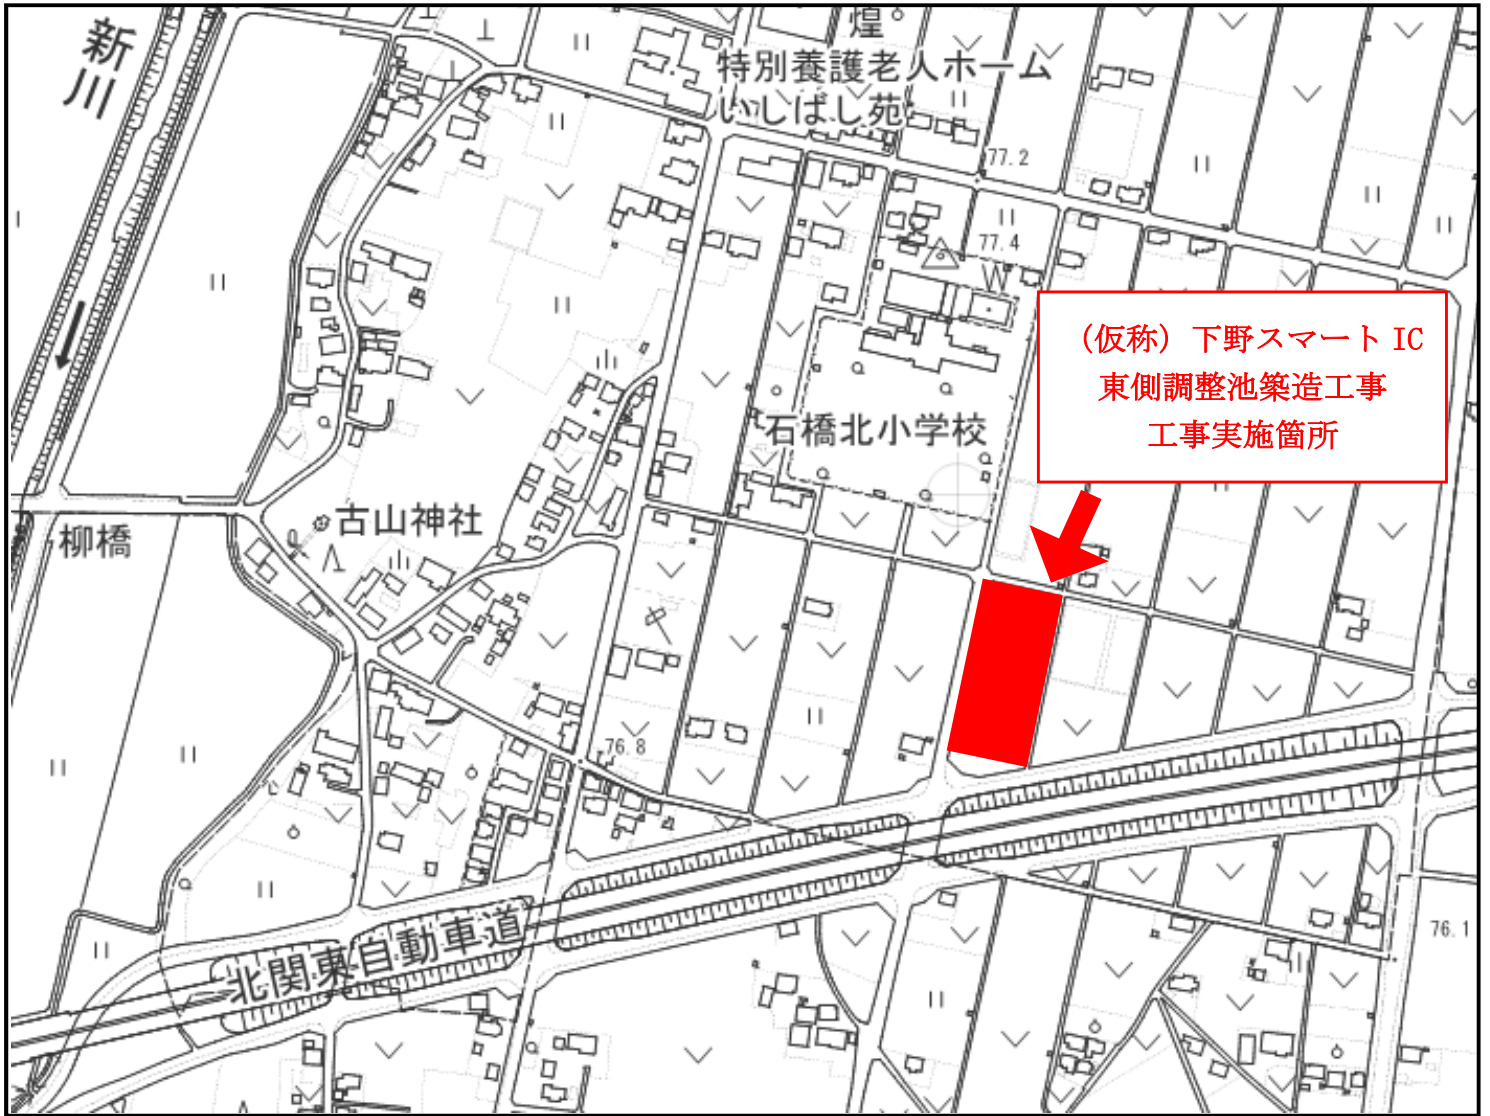 新川
煌
特別養護老人ホーム
いしばし苑
77.2
77.4
(仮称)下野スマート IC
東側調整池築造工事
工事実施箇所
石橋北小学校
古山神社
柳橋
76.8
76.1
北関東自動車道